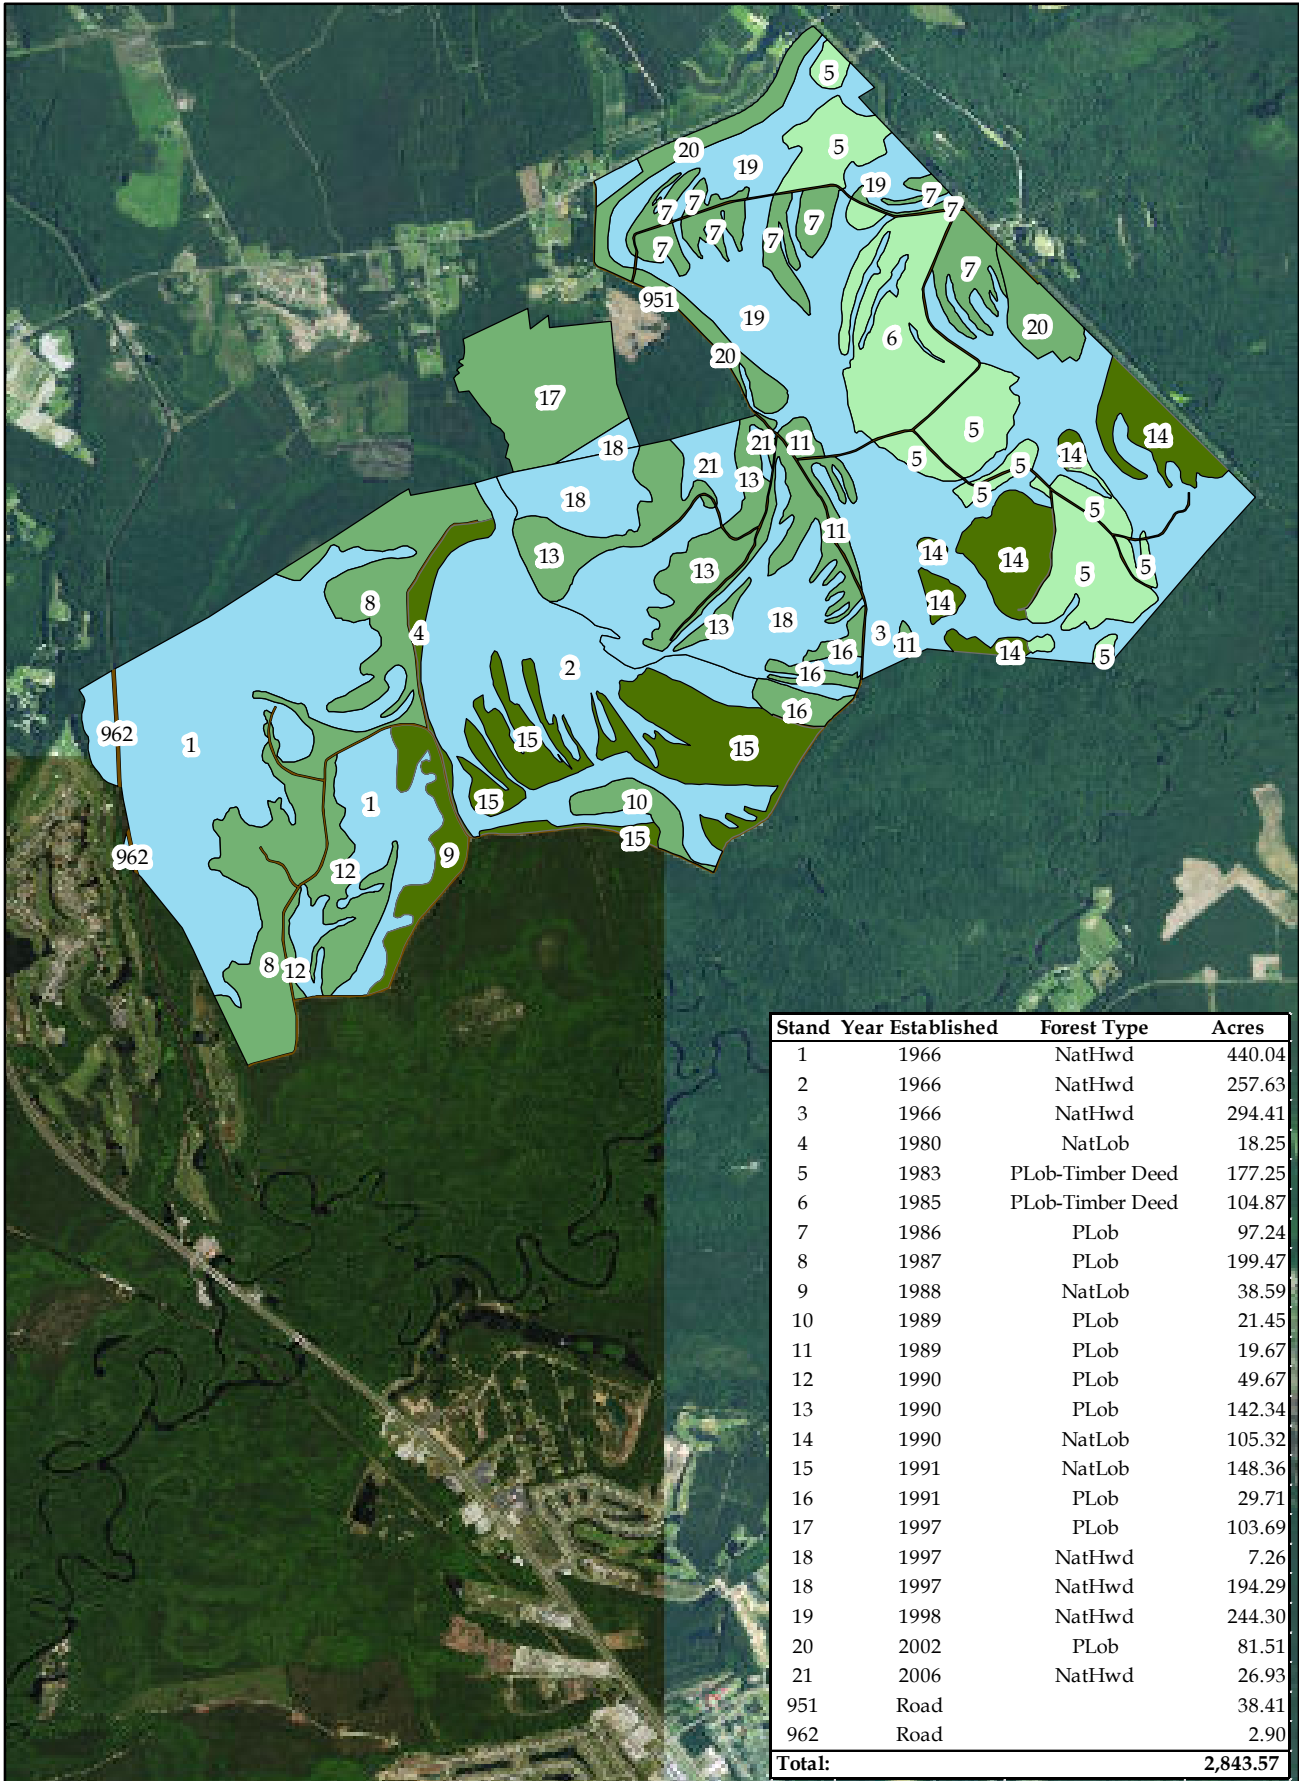 5
20
19
5
19
7
7
7
7
7
7
7
7
7
951
19
20
6
20
17
18
21
21
11
13
18
5
5
14
14
5
5
5
11
13
13
14
14
5
5
8
4
13
18
3
14
11
16
14
5
2
16
16
962
1
15
15
1
15
10
15
962
9
12
8
12
Stand Year Established Forest Type Acres
1 1966 NatHwd 440.04
2 1966 NatHwd 257.63
3 1966 NatHwd 294.41
4 1980 NatLob 18.25
5 1983 PLob-Timber Deed 177.25
6 1985 PLob-Timber Deed 104.87
7 1986 PLob 97.24
8 1987 PLob 199.47
9 1988 NatLob 38.59
10 1989 PLob 21.45
11 1989 PLob 19.67
12 1990 PLob 49.67
13 1990 PLob 142.34
14 1990 NatLob 105.32
15 1991 NatLob 148.36
16 1991 PLob 29.71
17 1997 PLob 103.69
18 1997 NatHwd 7.26
18 1997 NatHwd 194.29
19 1998 NatHwd 244.30
20 2002 PLob 81.51
21 2006 NatHwd 26.93
951 Road 38.41
962 Road 2.90
Total: 2,843.57